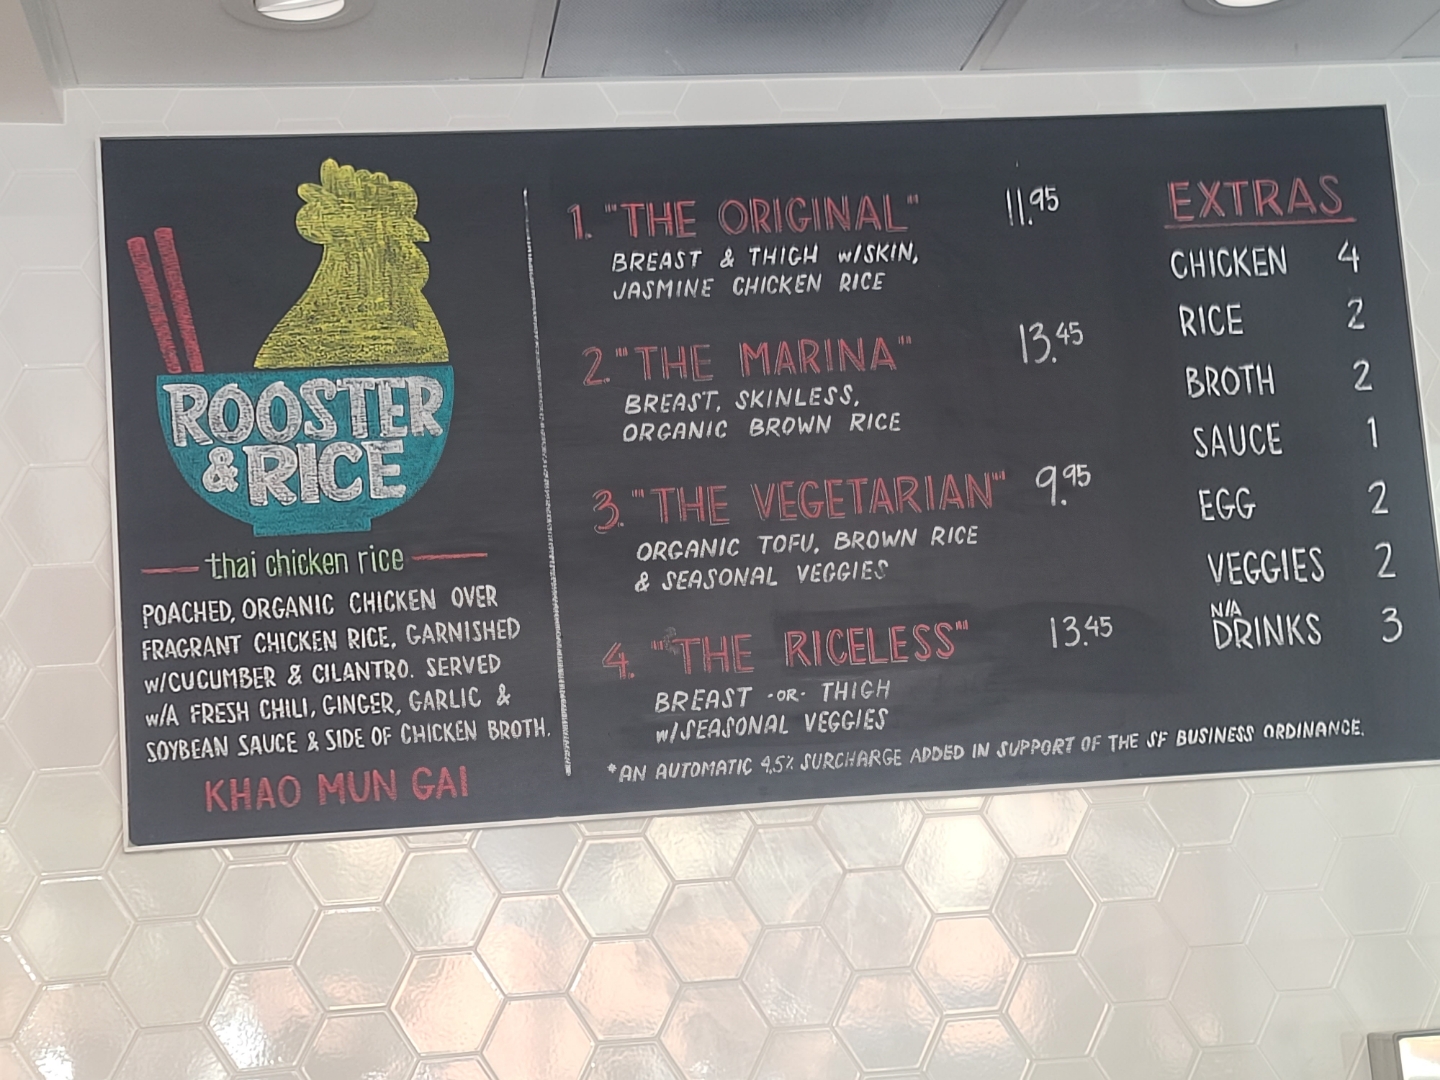 ROOSTER
&RICE
thai chicken rice
POACHED, ORGANIC CHICKEN OVER
FRAGRANT CHICKEN RICE, GARNISHED
W/CUCUMBER & CILANTRO. SERVED
W/A FRESH CHILI, GINGER, GARLIC &
SOYBEAN SAUCE & SIDE OF CHICKEN BROTH.
KHAO MUN GAI
1. "THE ORIGINAL" 11.95
BREAST & THIGH W/SKIN,
JASMINE CHICKEN RICE
2. "THE MARINA" 13.45
BREAST, SKINLESS,
ORGANIC BROWN RICE
3. "THE VEGETARIAN" 9.95
ORGANIC TOFU, BROWN RICE
& SEASONAL VEGGIES
4. "THE RICELESS" 13.45
BREAST -OR- THIGH
W/SEASONAL VEGGIES
*AN AUTOMATIC 4.5% SURCHARGE ADDED IN SUPPORT OF THE SF BUSINESS ORDINANCE.
EXTRAS
CHICKEN 4
RICE 2
BROTH 2
SAUCE 1
EGG 2
VEGGIES 2
N/A
DRINKS 3